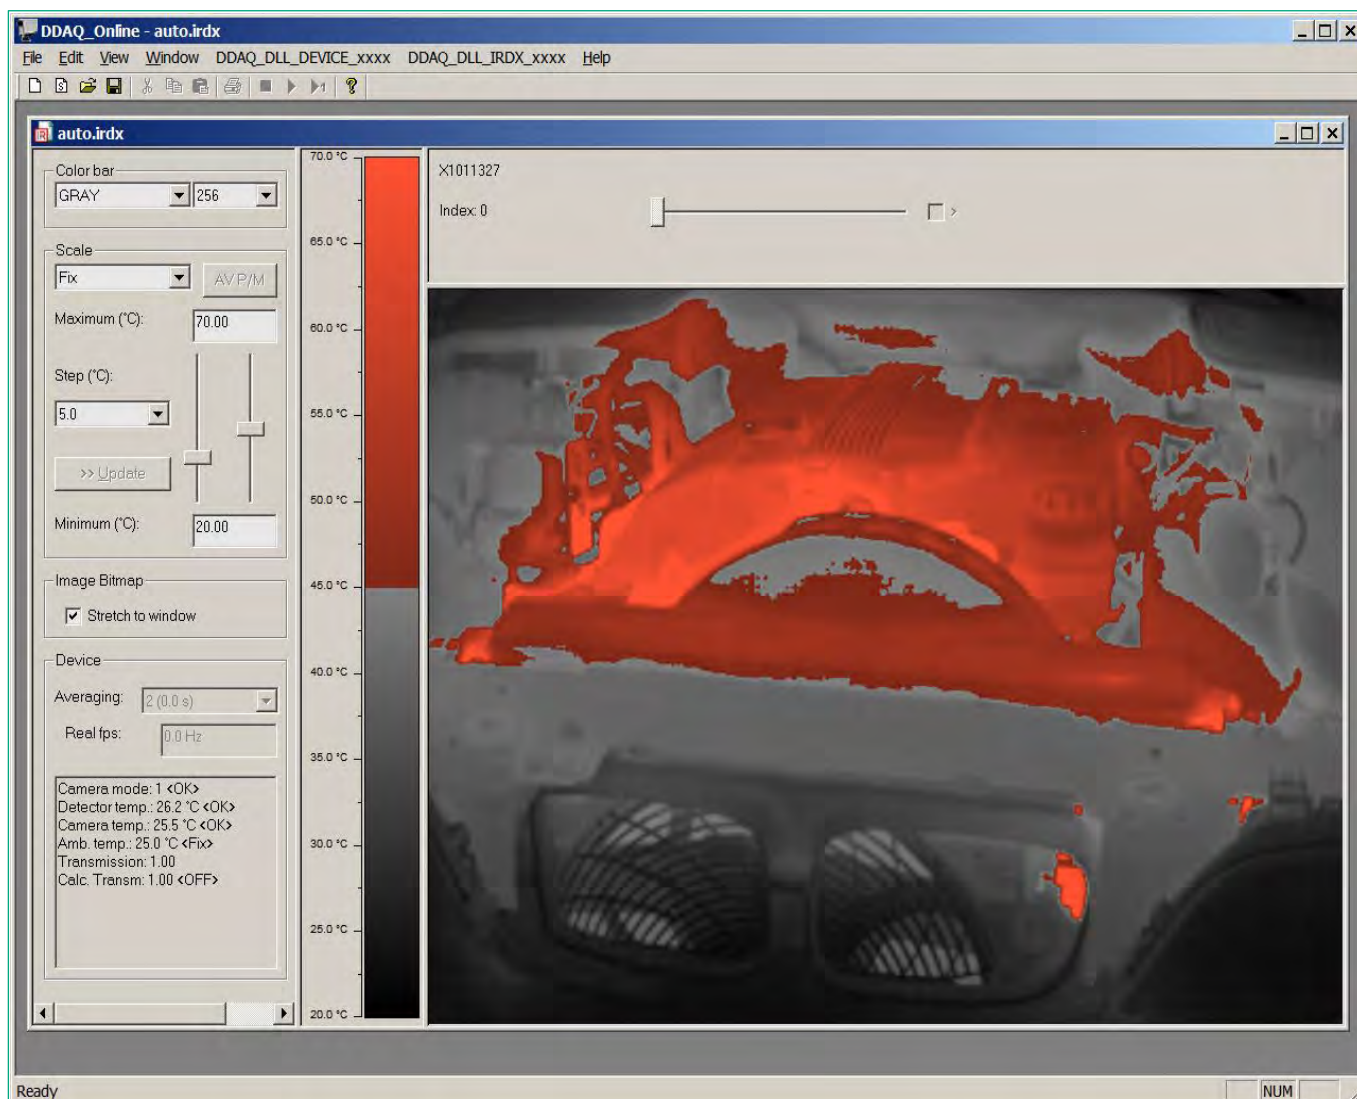 DDAQ_Online - auto.irdx
File Edit View Window DDAQ_DLL_DEVICE_xxxx DDAQ_DLL_IRDX_xxxx Help
auto.irdx
Color bar
GRAY 256
Scale
Fix AV P/M
Maximum (°C): 70.00
Step (°C):
5.0
>> Update
Minimum (°C): 20.00
Image Bitmap
Stretch to window
Device
Averaging: 2 (0.0 s)
Real fps: 0.0 Hz
Camera mode: 1 <OK>
Detector temp.: 26.2 °C <OK>
Camera temp.: 25.5 °C <OK>
Amb. temp.: 25.0 °C <Fix>
Transmission: 1.00
Calc. Transm: 1.00 <OFF>
70.0 °C
65.0 °C
60.0 °C
55.0 °C
50.0 °C
45.0 °C
40.0 °C
35.0 °C
30.0 °C
25.0 °C
20.0 °C
X1011327
Index: 0 >
Ready NUM